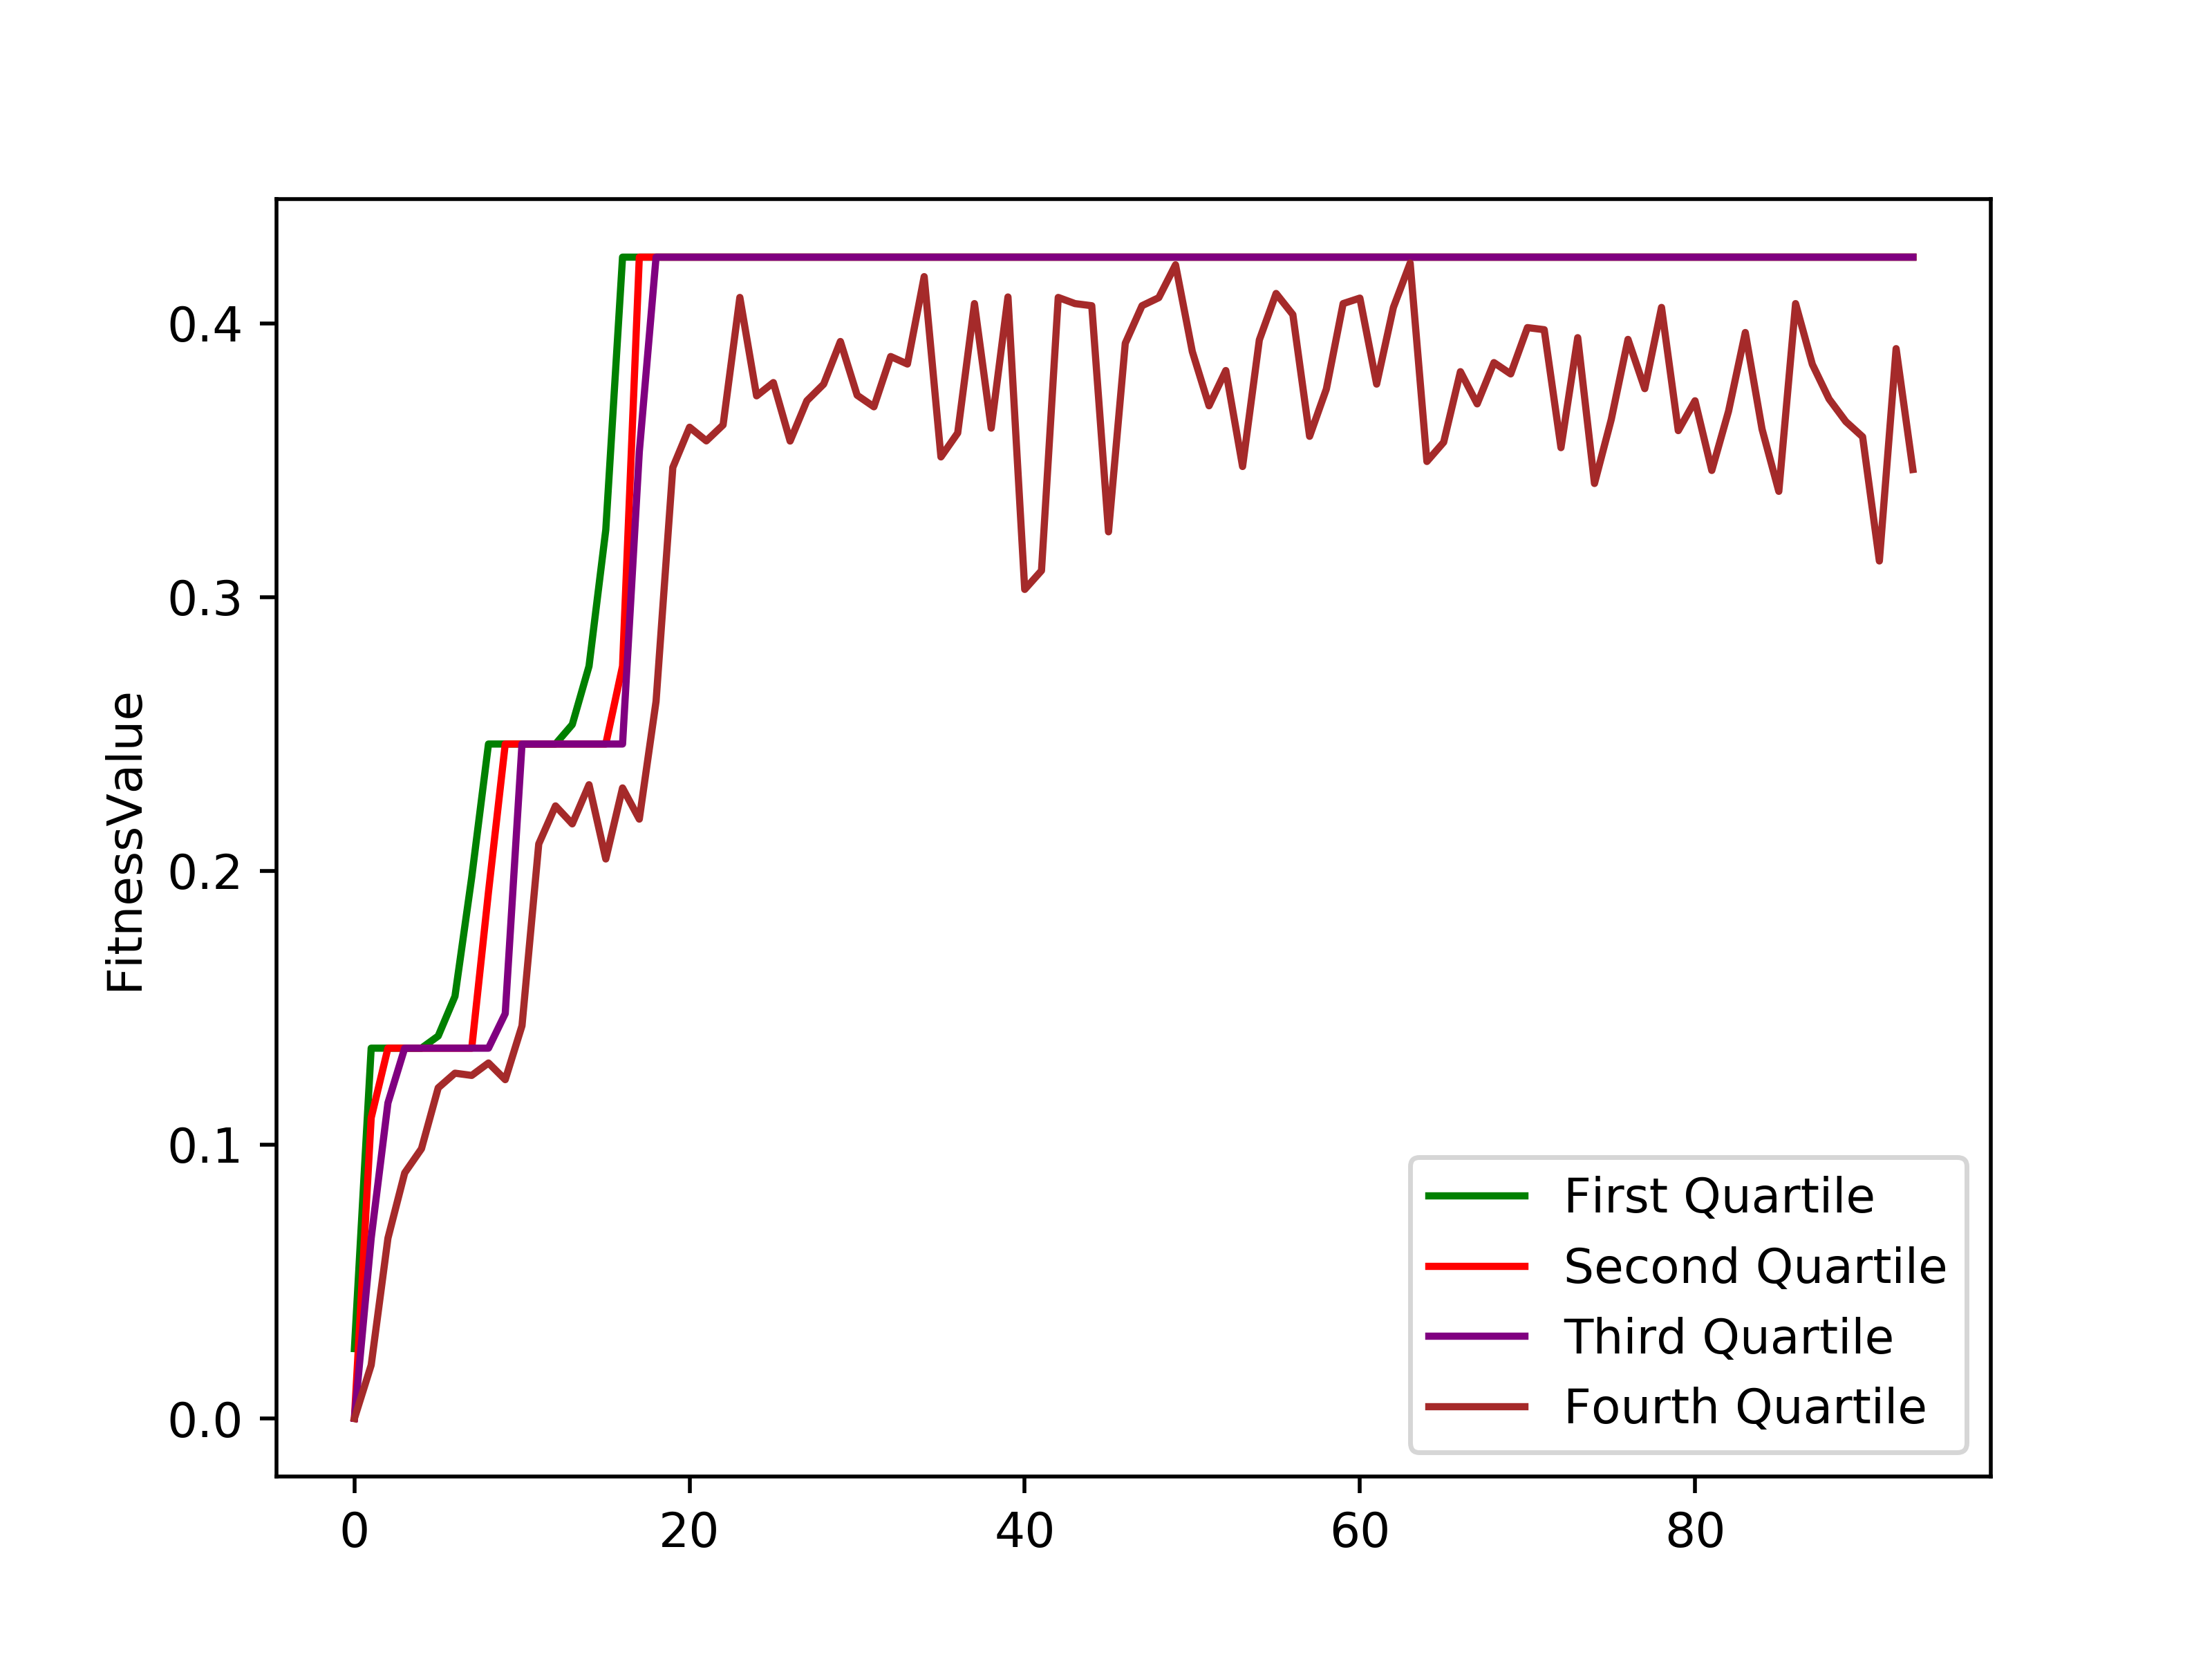 FitnessValue
0.4
0.3
0.2
0.1
0.0
0 20 40 60 80
First Quartile
Second Quartile
Third Quartile
Fourth Quartile